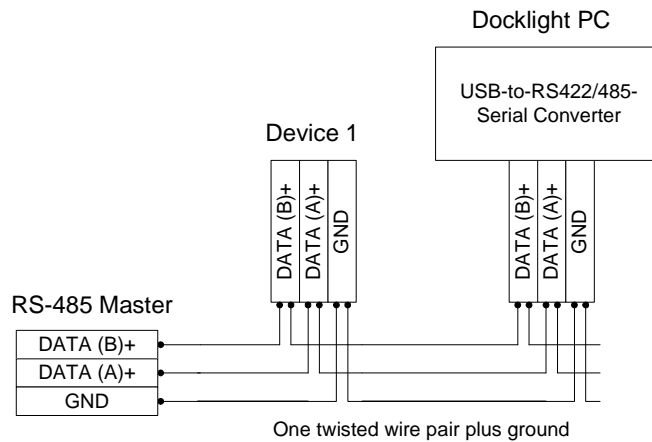 Docklight PC
USB-to-RS422/485-
Serial Converter
Device 1
DATA (B)+
DATA (A)+
GND
DATA (B)+
DATA (A)+
GND
RS-485 Master
DATA (B)+
DATA (A)+
GND
One twisted wire pair plus ground